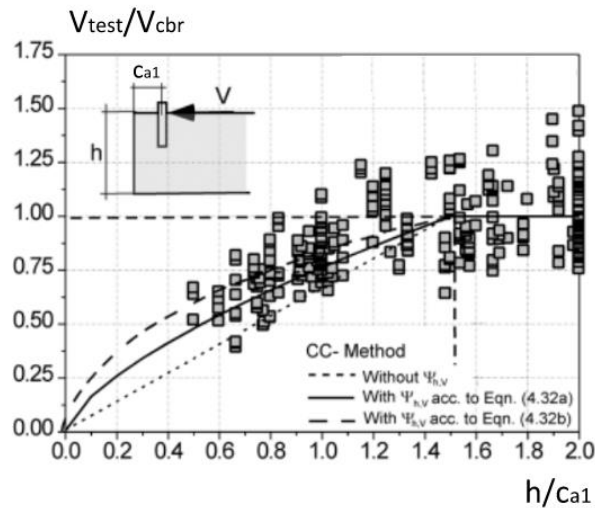 Vtest/Vcbr
1.75
1.50
1.25
1.00
0.75
0.50
0.25
0.00
Ca1
V
h
CC- Method
Without Ψh,V
With Ψh,V acc. to Eqn. (4.32a)
With Ψh,V acc. to Eqn. (4.32b)
0.0 0.2 0.4 0.6 0.8 1.0 1.2 1.4 1.6 1.8 2.0
h/ca1